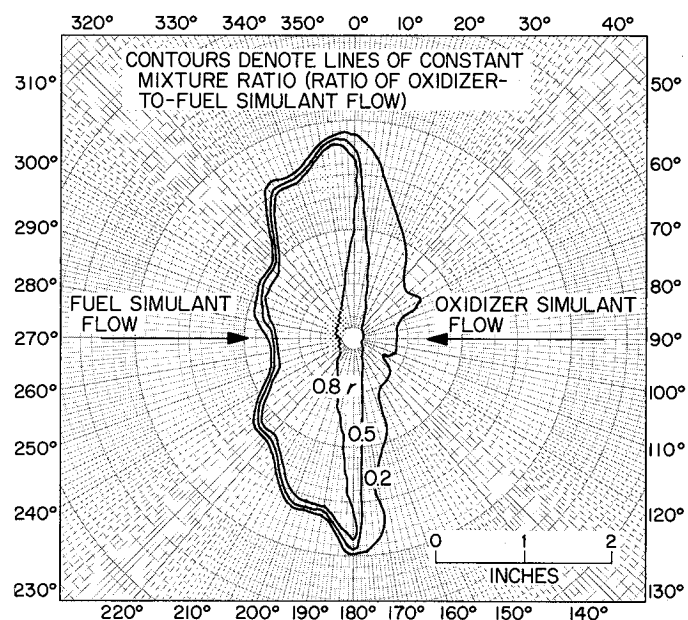 320° 330° 340° 350° 0° 10° 20° 30° 40°
CONTOURS DENOTE LINES OF CONSTANT
MIXTURE RATIO (RATIO OF OXIDIZER-
TO-FUEL SIMULANT FLOW)
310° 50°
300° 60°
290° 70°
280° 80°
FUEL SIMULANT
FLOW
OXIDIZER SIMULANT
FLOW
270° 90°
260° 100°
0.8 r
0.5
250° 110°
0.2
240° 120°
0 1 2
INCHES
230° 130°
220° 210° 200° 190° 180° 170° 160° 150° 140°